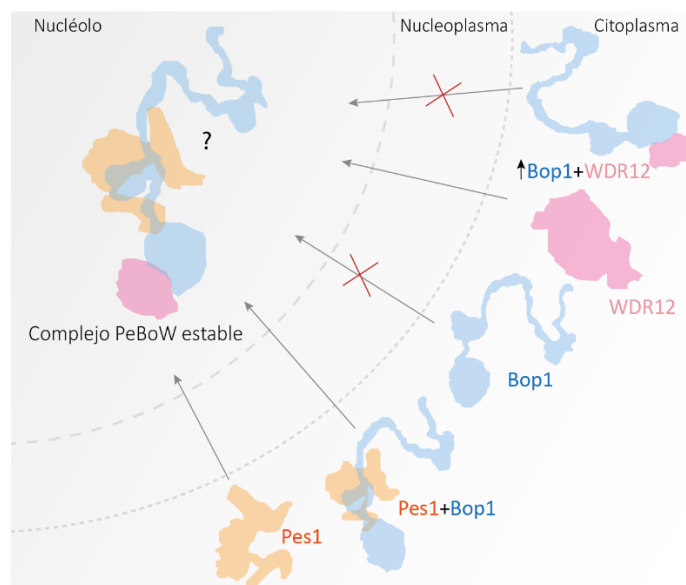 Nucléolo
Nucleoplasma
Citoplasma
?
↑Bop1+WDR12
WDR12
Complejo PeBoW estable
Bop1
Pes1+Bop1
Pes1